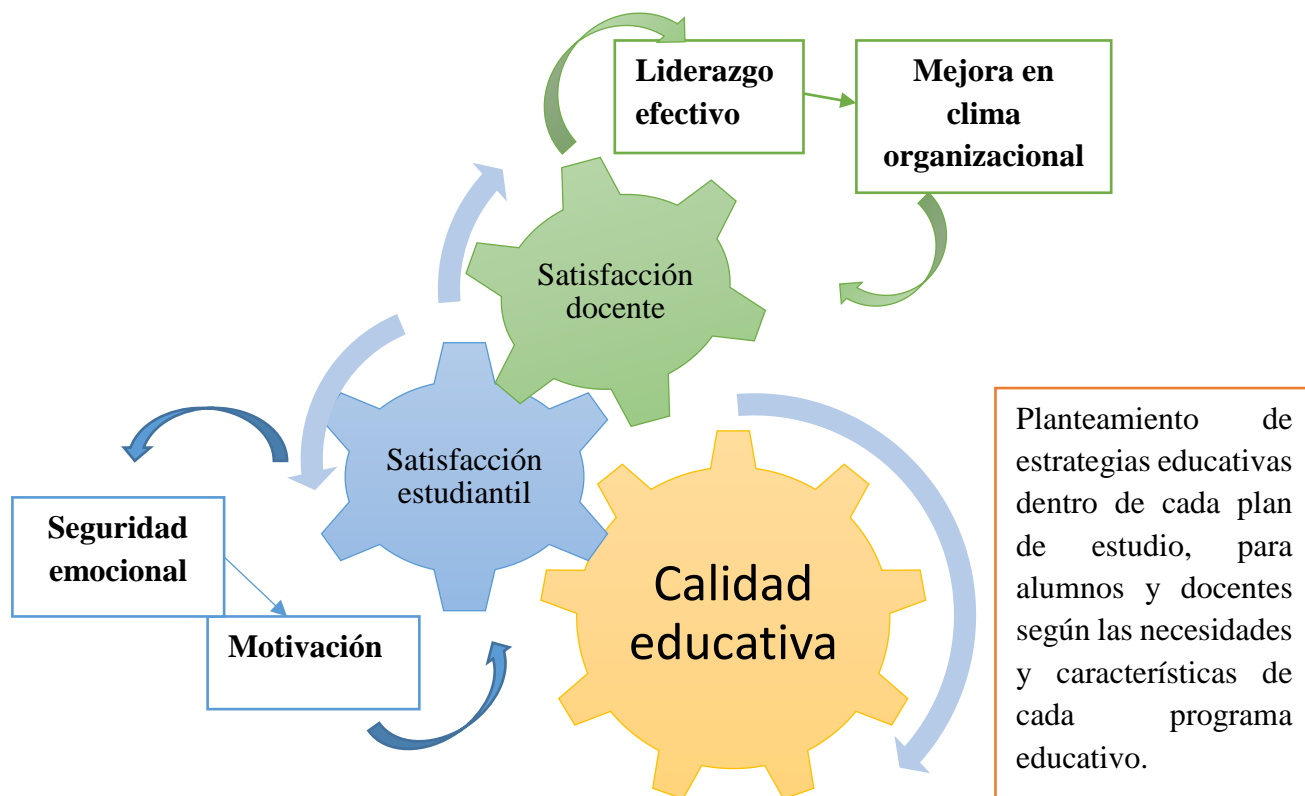 Liderazgo
efectivo
Mejora en
clima
organizacional
Satisfacción
docente
Satisfacción
estudiantil
Seguridad
emocional
Motivación
Calidad
educativa
Planteamiento de
estrategias educativas
dentro de cada plan
de estudio, para
alumnos y docentes
según las necesidades
y características de
cada programa
educativo.